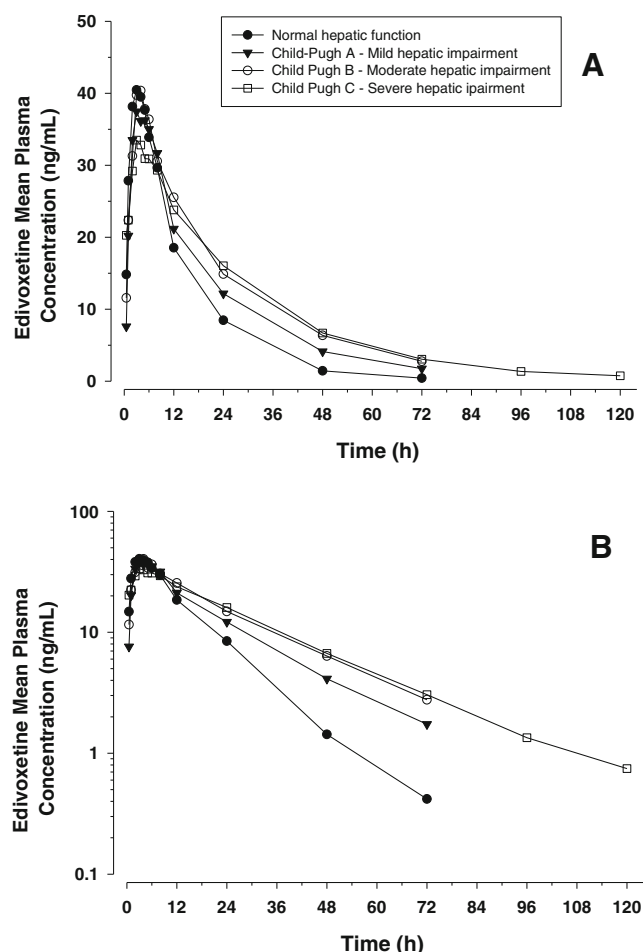 50
40
30
20
10
0
Edivoxetine Mean Plasma
Concentration (ng/mL)
Normal hepatic function
Child-Pugh A - Mild hepatic impairment
Child Pugh B - Moderate hepatic impairment
Child Pugh C - Severe hepatic ipairment
A
0 12 24 36 48 60 72 84 96 108 120
Time (h)
100
10
1
0.1
Edivoxetine Mean Plasma
Concentration (ng/mL)
B
0 12 24 36 48 60 72 84 96 108 120
Time (h)